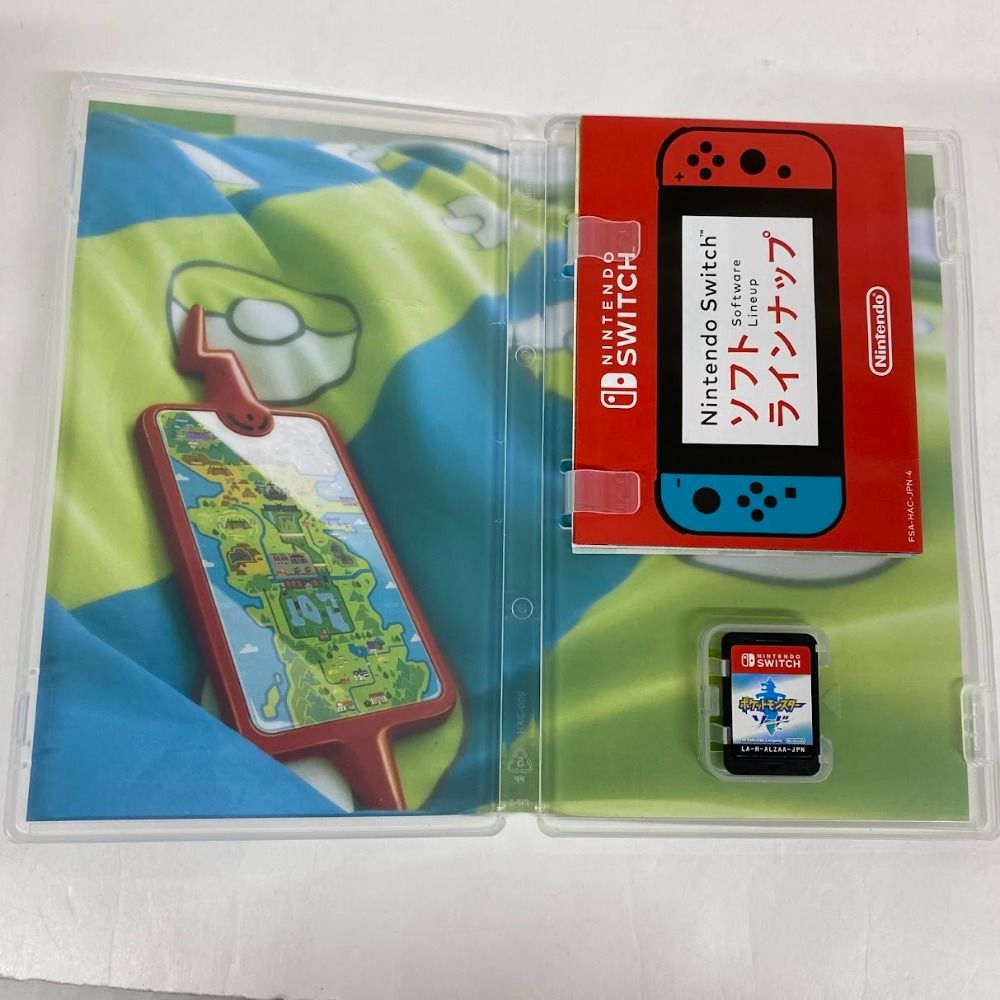 NINTENDO
SWITCH
Nintendo Switch™
ソフト Software
ラインナップ Lineup
Nintendo
FSA-HAC-JPN-4
NINTENDO
SWITCH
ポケットモンスター
ソード
Nintendo
LA-H-ALZAA-JPN